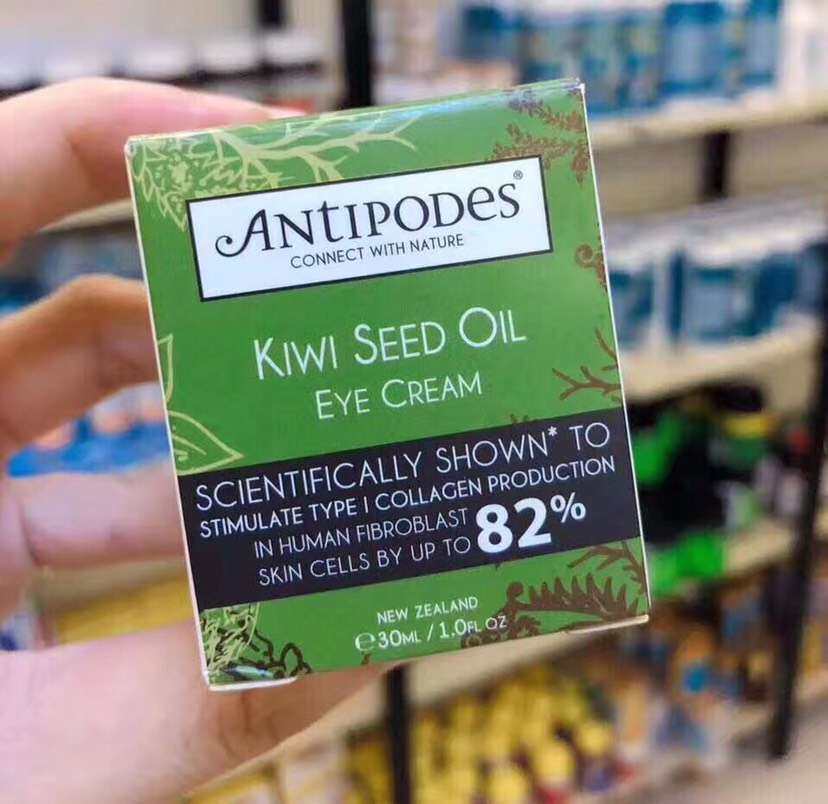 ANTIPODES®
CONNECT WITH NATURE
KIWI SEED OIL
EYE CREAM
SCIENTIFICALLY SHOWN* TO
STIMULATE TYPE I COLLAGEN PRODUCTION
IN HUMAN FIBROBLAST
SKIN CELLS BY UP TO 82%
NEW ZEALAND
℮30ML / 1.0FL OZ